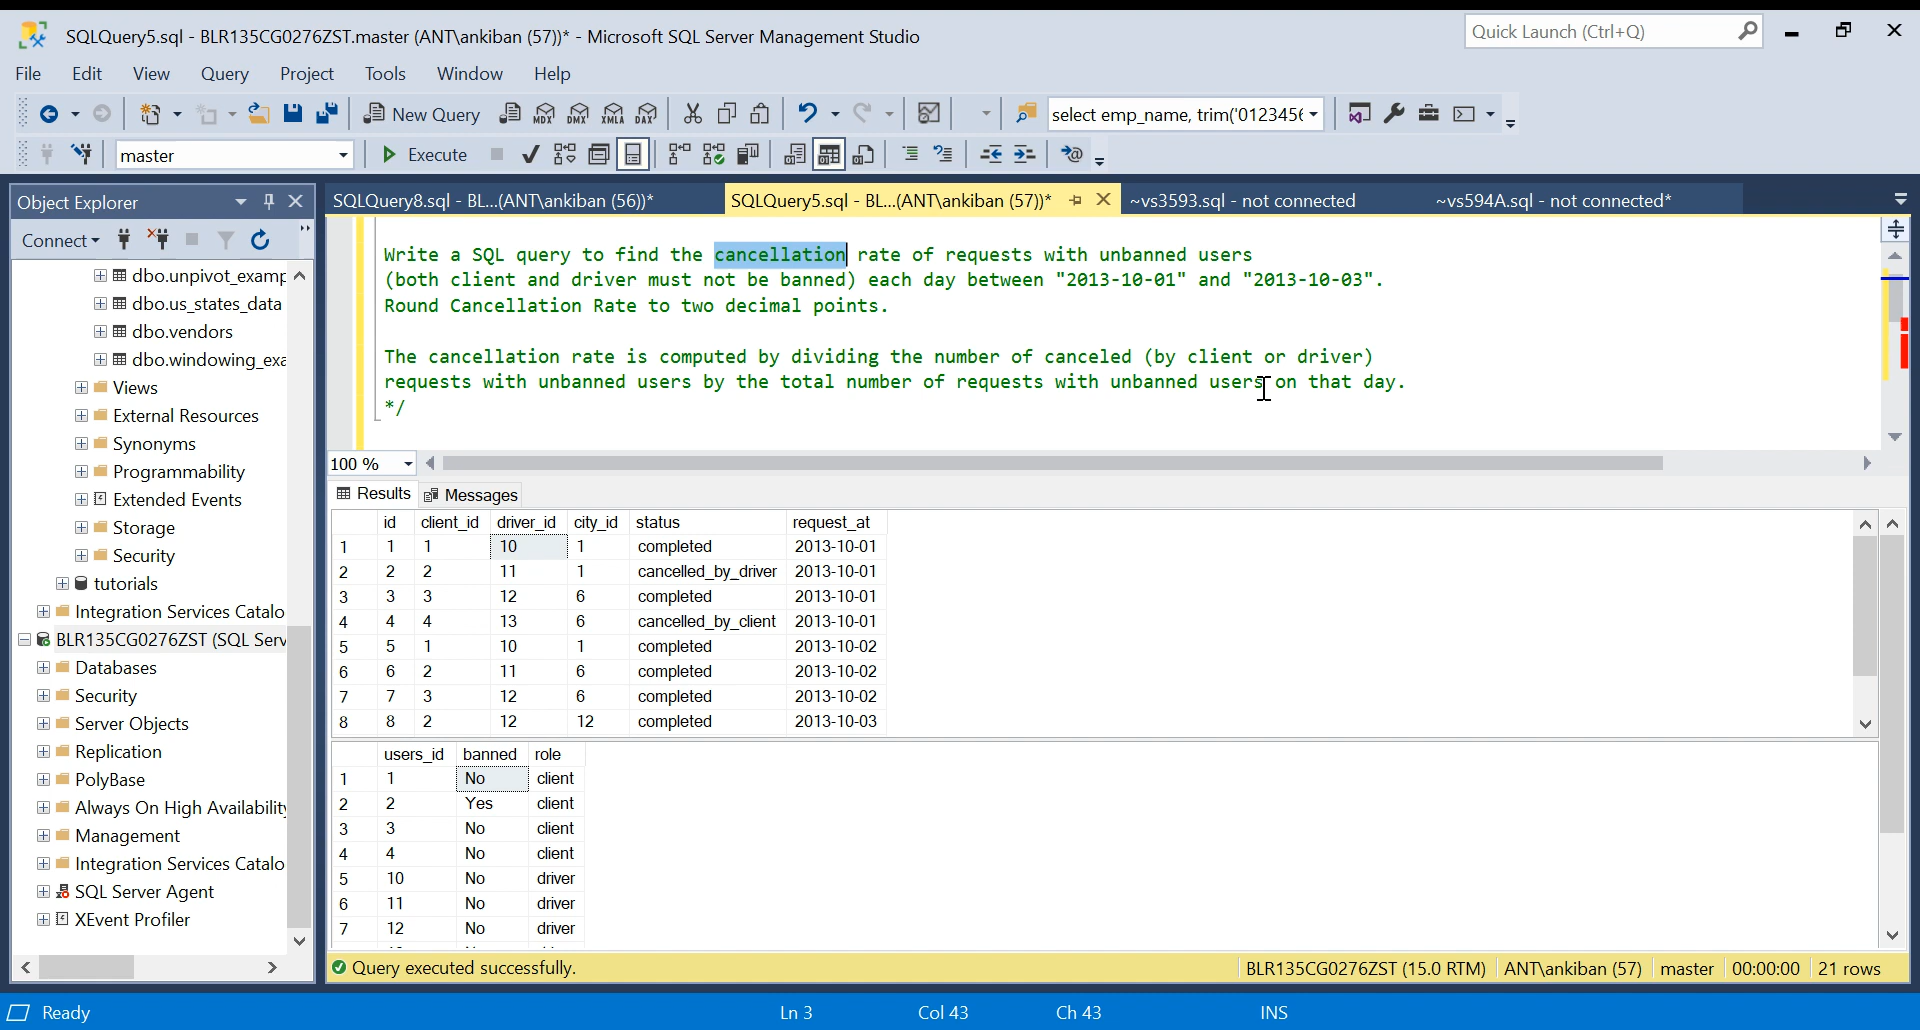 SQLQuery5.sql - BLR135CG0276ZST.master (ANT\ankiban (57))* - Microsoft SQL Server Management Studio
Quick Launch (Ctrl+Q)
File Edit View Query Project Tools Window Help
New Query MDX DMX XMLA DAX select emp_name, trim('0123456
master Execute
Object Explorer
SQLQuery8.sql - BL...(ANT\ankiban (56))* SQLQuery5.sql - BL...(ANT\ankiban (57))* ~vs3593.sql - not connected ~vs594A.sql - not connected*
Connect
dbo.unpivot_examp
dbo.us_states_data
dbo.vendors
dbo.windowing_exa
Views
External Resources
Synonyms
Programmability
Extended Events
Storage
Security
tutorials
Integration Services Catalo
BLR135CG0276ZST (SQL Serv
Databases
Security
Server Objects
Replication
PolyBase
Always On High Availability
Management
Integration Services Catalo
SQL Server Agent
XEvent Profiler
Write a SQL query to find the cancellation rate of requests with unbanned users
(both client and driver must not be banned) each day between "2013-10-01" and "2013-10-03".
Round Cancellation Rate to two decimal points.
The cancellation rate is computed by dividing the number of canceled (by client or driver)
requests with unbanned users by the total number of requests with unbanned users on that day.
*/
100 %
Results Messages
id client_id driver_id city_id status request_at
1 1 1 10 1 completed 2013-10-01
2 2 2 11 1 cancelled_by_driver 2013-10-01
3 3 3 12 6 completed 2013-10-01
4 4 4 13 6 cancelled_by_client 2013-10-01
5 5 1 10 1 completed 2013-10-02
6 6 2 11 6 completed 2013-10-02
7 7 3 12 6 completed 2013-10-02
8 8 2 12 12 completed 2013-10-03
users_id banned role
1 1 No client
2 2 Yes client
3 3 No client
4 4 No client
5 10 No driver
6 11 No driver
7 12 No driver
Query executed successfully. BLR135CG0276ZST (15.0 RTM) ANT\ankiban (57) master 00:00:00 21 rows
Ready Ln 3 Col 43 Ch 43 INS